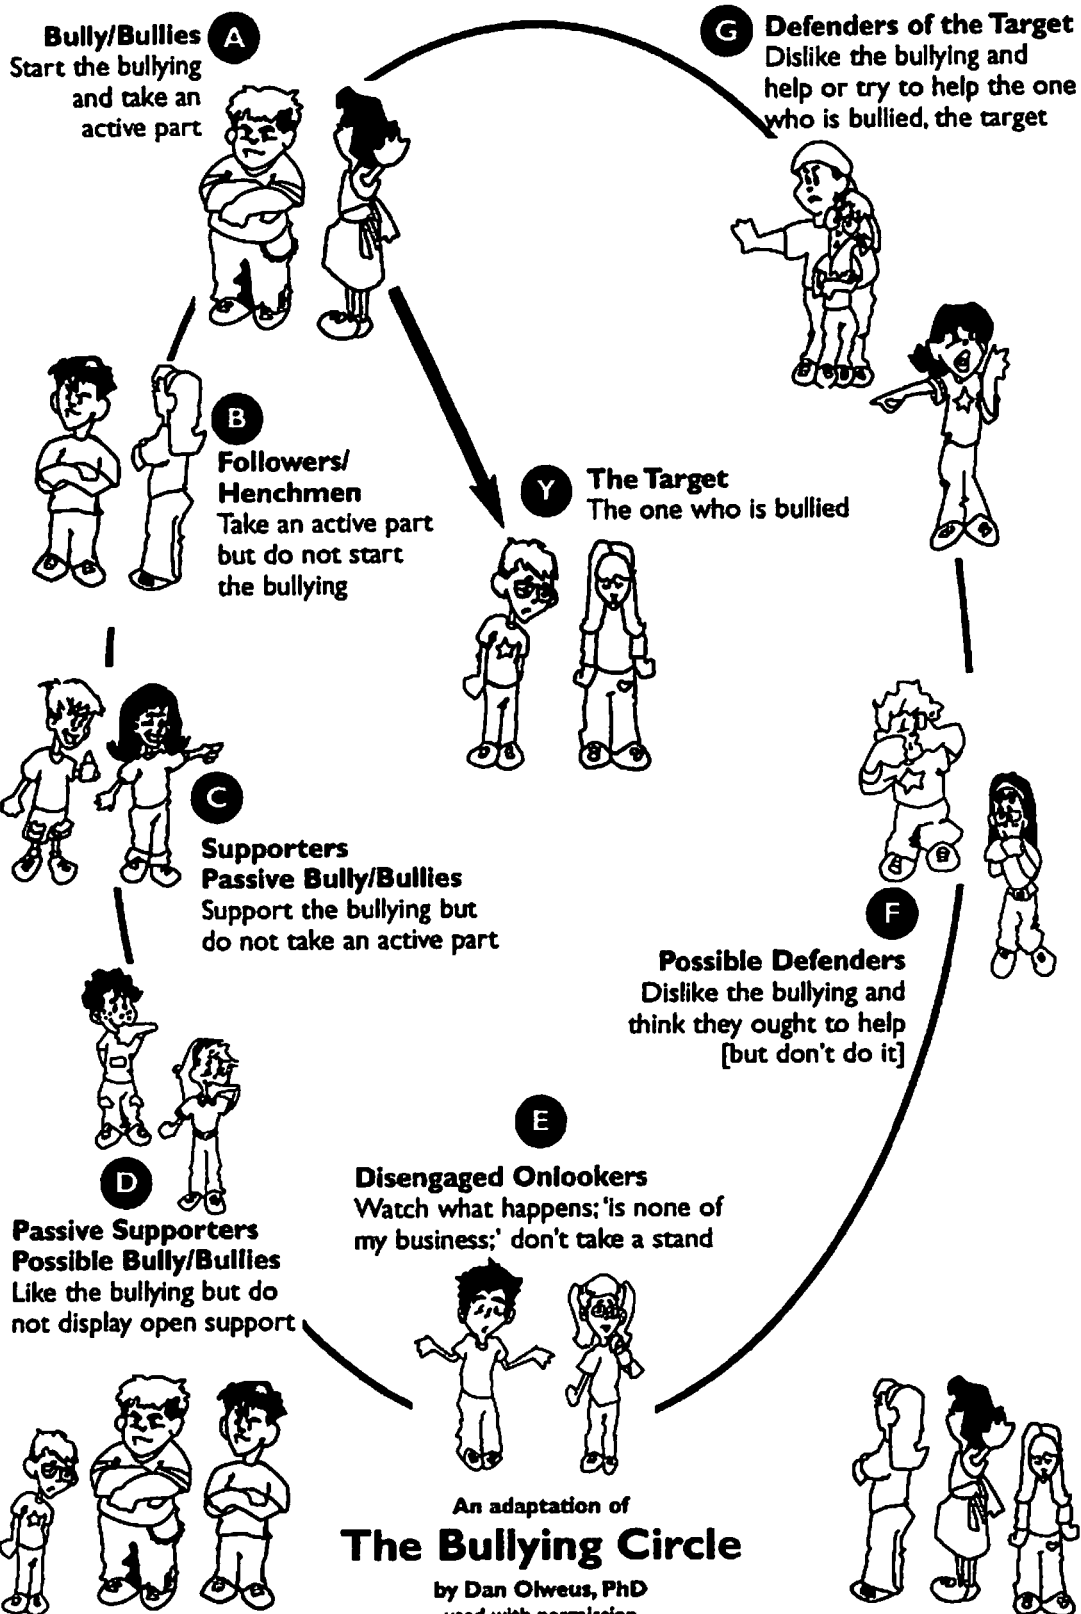 A
Bully/Bullies
Start the bullying
and take an
active part
G
Defenders of the Target
Dislike the bullying and
help or try to help the one
who is bullied, the target
B
Followers/
Henchmen
Take an active part
but do not start
the bullying
Y
The Target
The one who is bullied
C
Supporters
Passive Bully/Bullies
Support the bullying but
do not take an active part
F
Possible Defenders
Dislike the bullying and
think they ought to help
[but don't do it]
D
Passive Supporters
Possible Bully/Bullies
Like the bullying but do
not display open support
E
Disengaged Onlookers
Watch what happens; 'is none of
my business;' don't take a stand
An adaptation of
The Bullying Circle
by Dan Olweus, PhD
used with permission